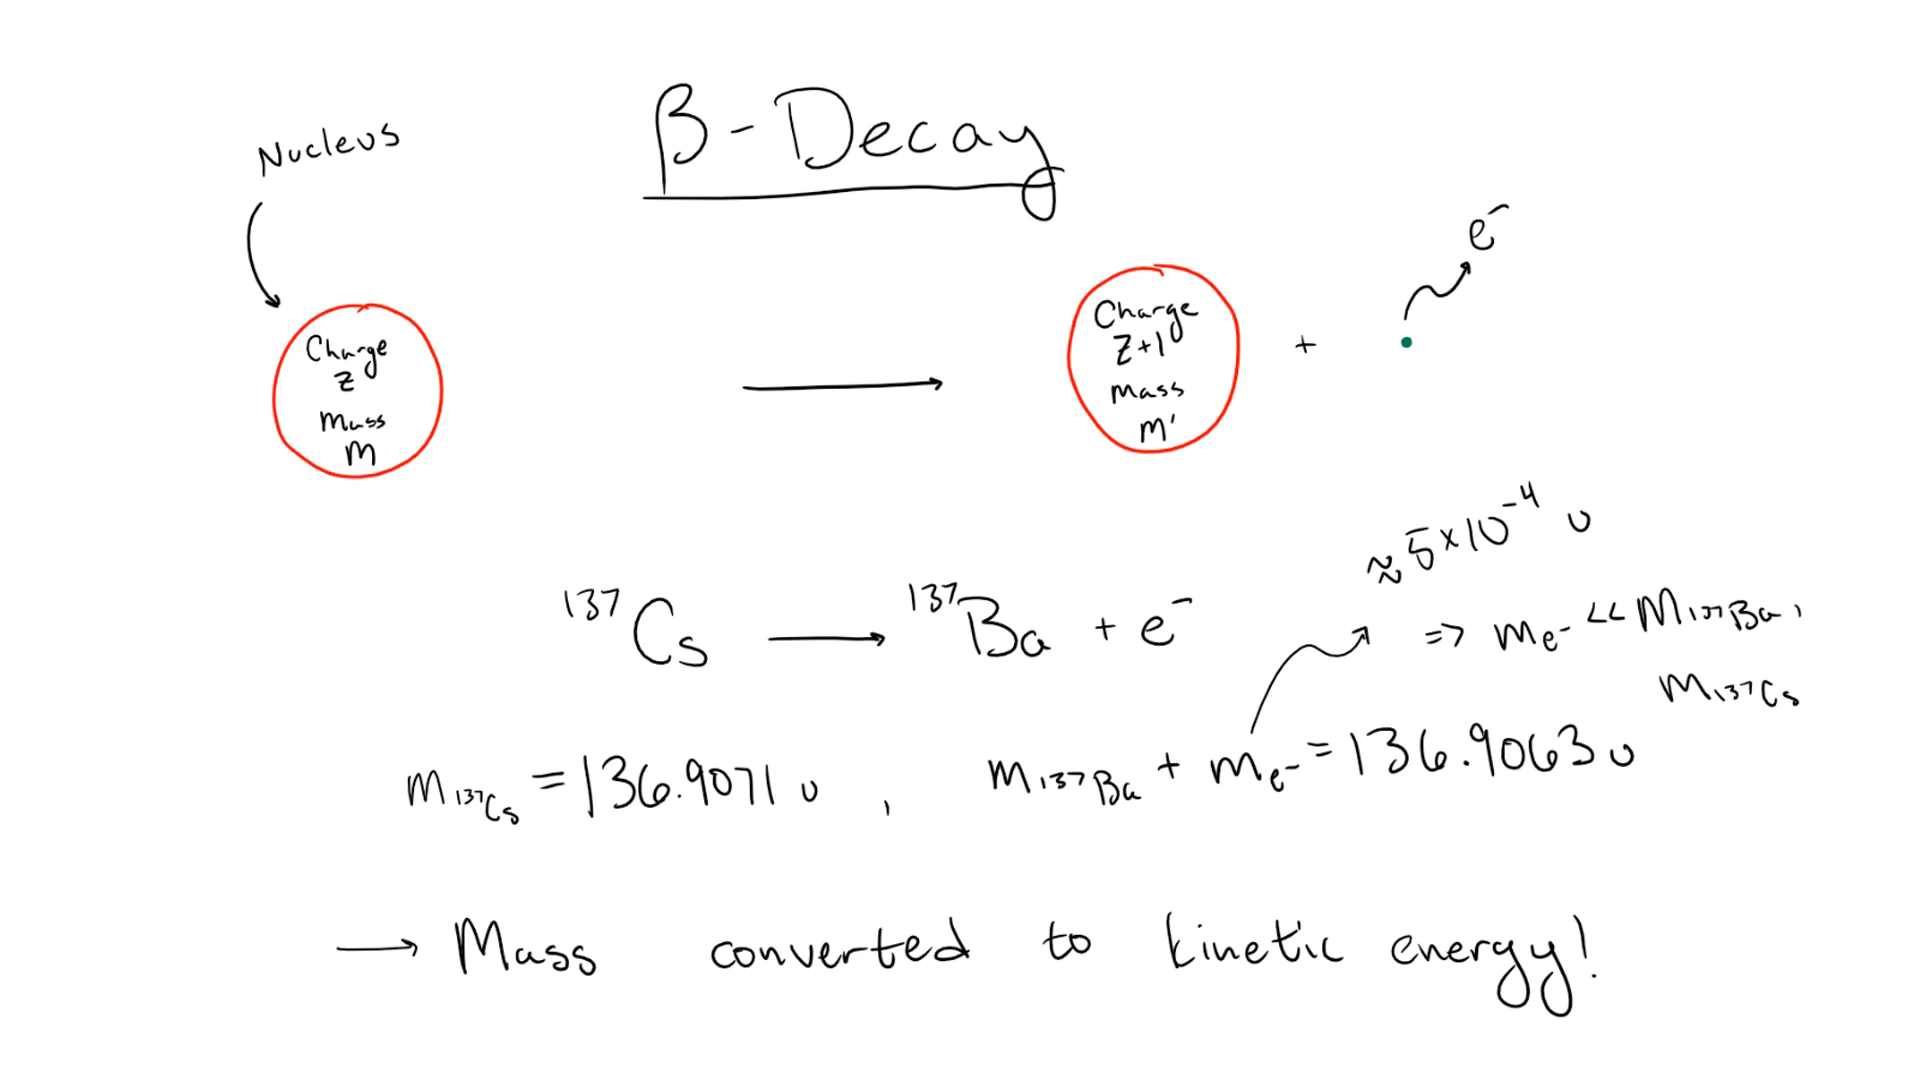 β-Decay
Nucleus
e⁻
Charge
Z
Mass
M
Charge
Z+1
Mass
M'
+
≈ 5×10⁻⁴ u
¹³⁷Cs ⟶ ¹³⁷Ba + e⁻
⇒ mₑ- << M₁₃₇Ba,
M₁₃₇Cs
m₁₃₇Cs = 136.9071 u , m₁₃₇Ba + mₑ- = 136.9063 u
⟶ Mass converted to kinetic energy!